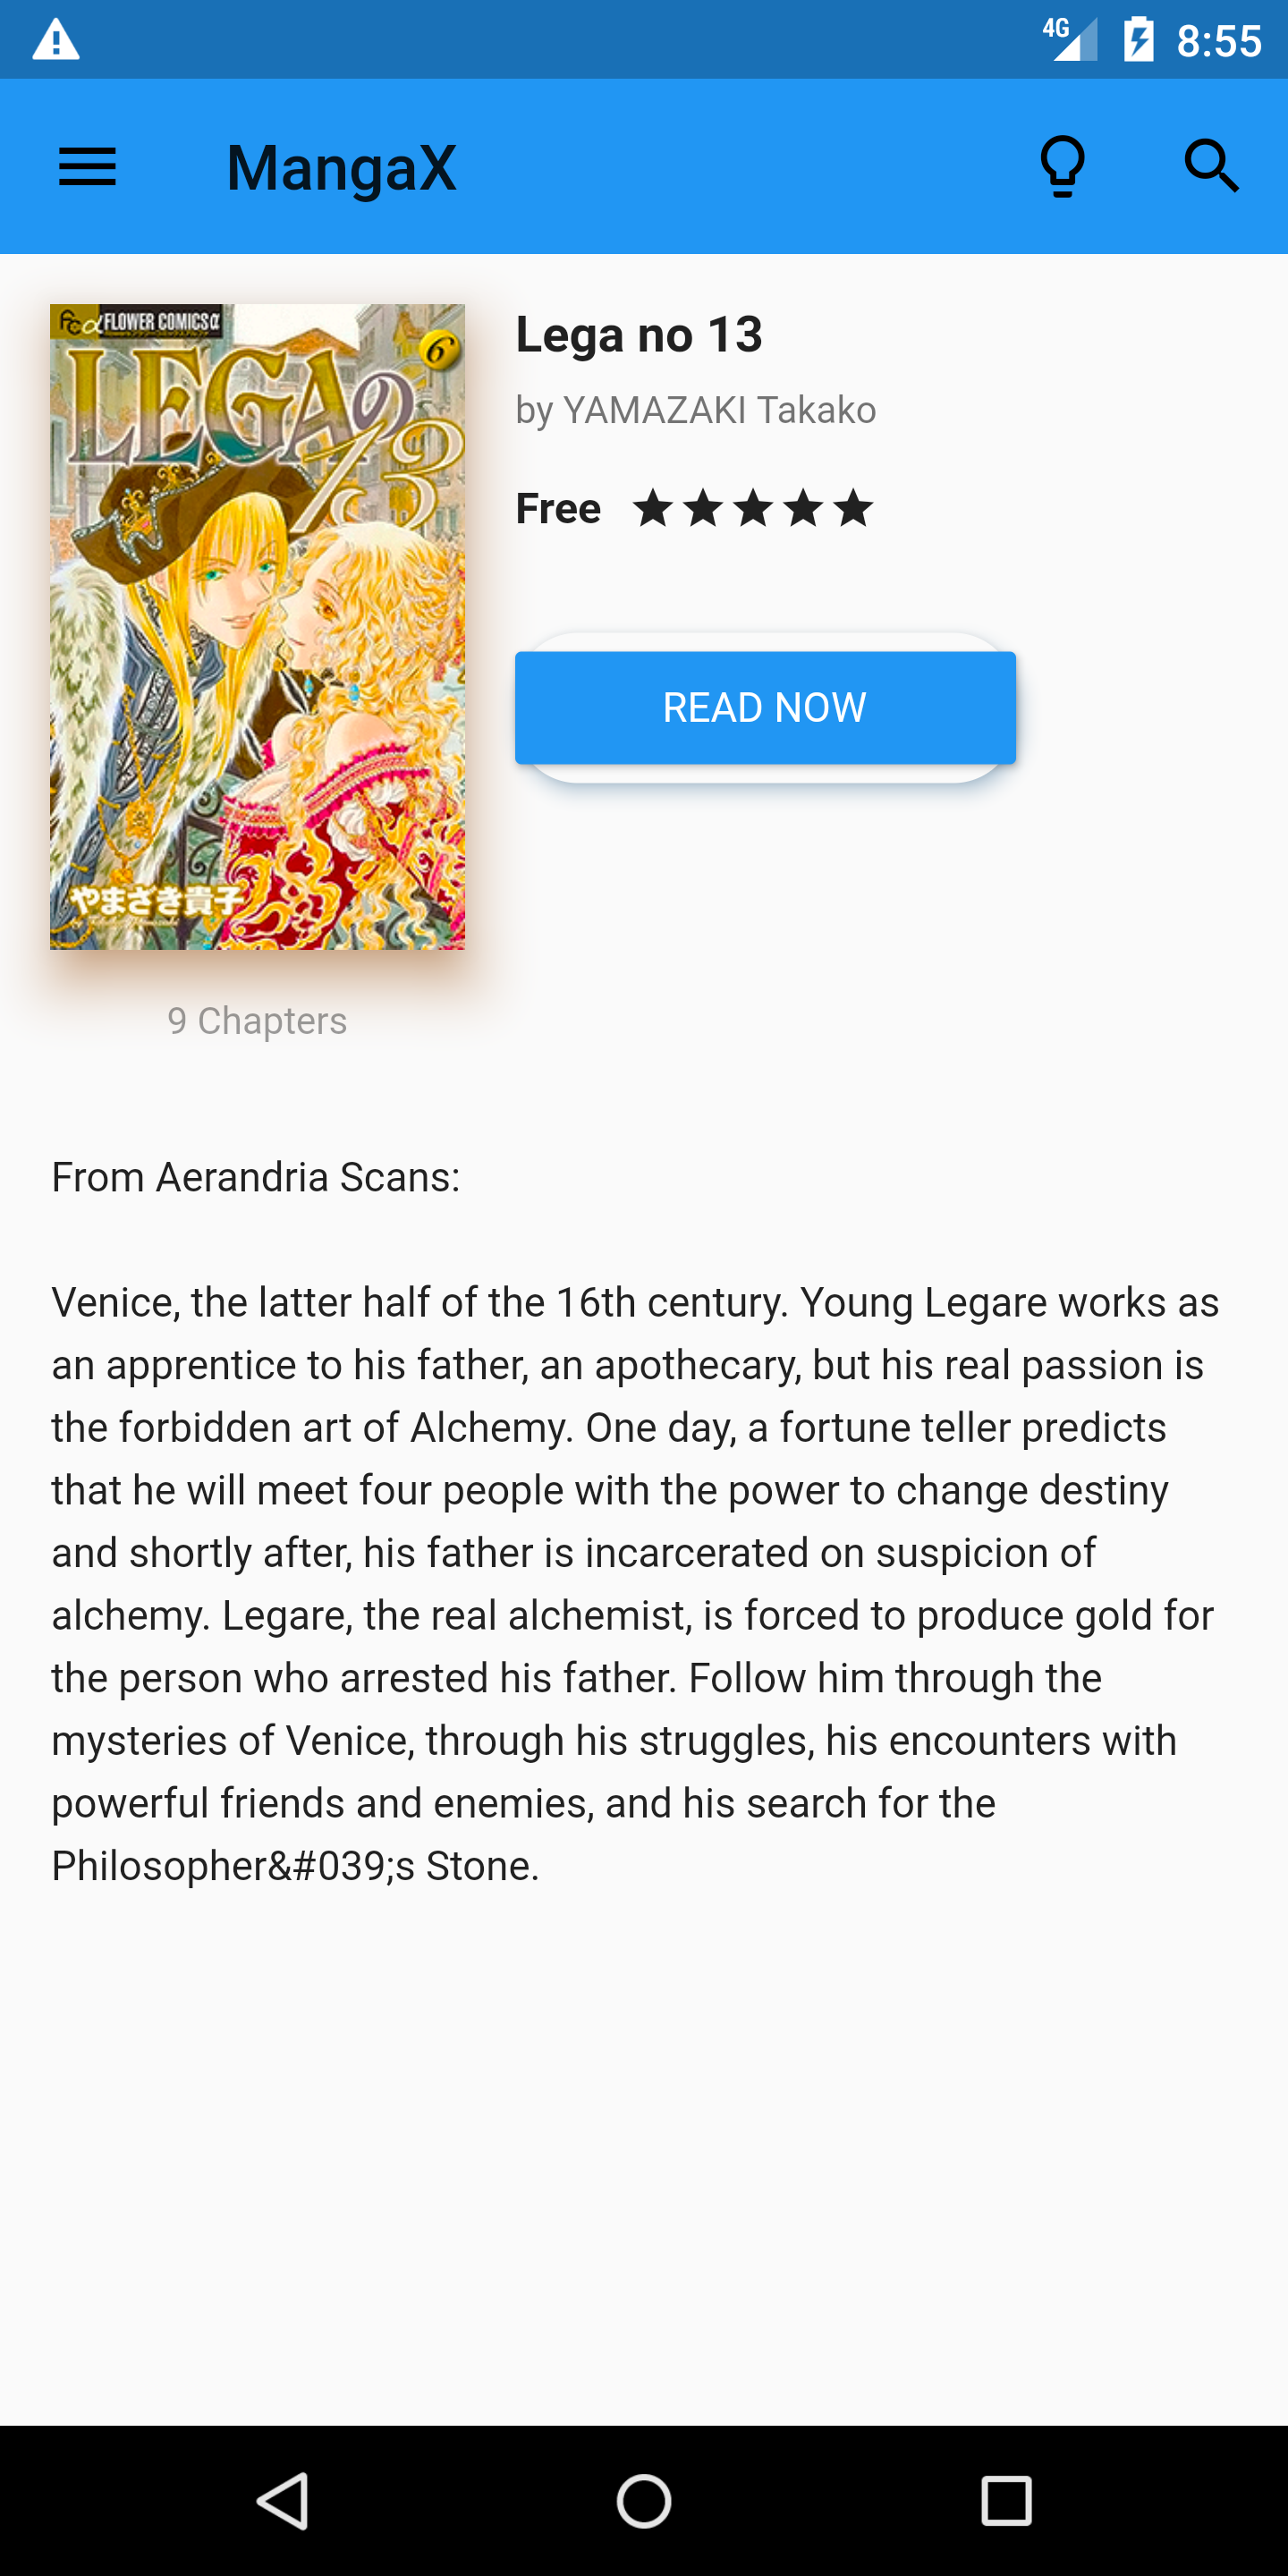 4G 8:55
MangaX
FLOWER COMICSα
LEGAの
13
6
やまざき貴子
Lega no 13
by YAMAZAKI Takako
Free
READ NOW
9 Chapters
From Aerandria Scans:
Venice, the latter half of the 16th century. Young Legare works as
an apprentice to his father, an apothecary, but his real passion is
the forbidden art of Alchemy. One day, a fortune teller predicts
that he will meet four people with the power to change destiny
and shortly after, his father is incarcerated on suspicion of
alchemy. Legare, the real alchemist, is forced to produce gold for
the person who arrested his father. Follow him through the
mysteries of Venice, through his struggles, his encounters with
powerful friends and enemies, and his search for the
Philosopher&#039;s Stone.